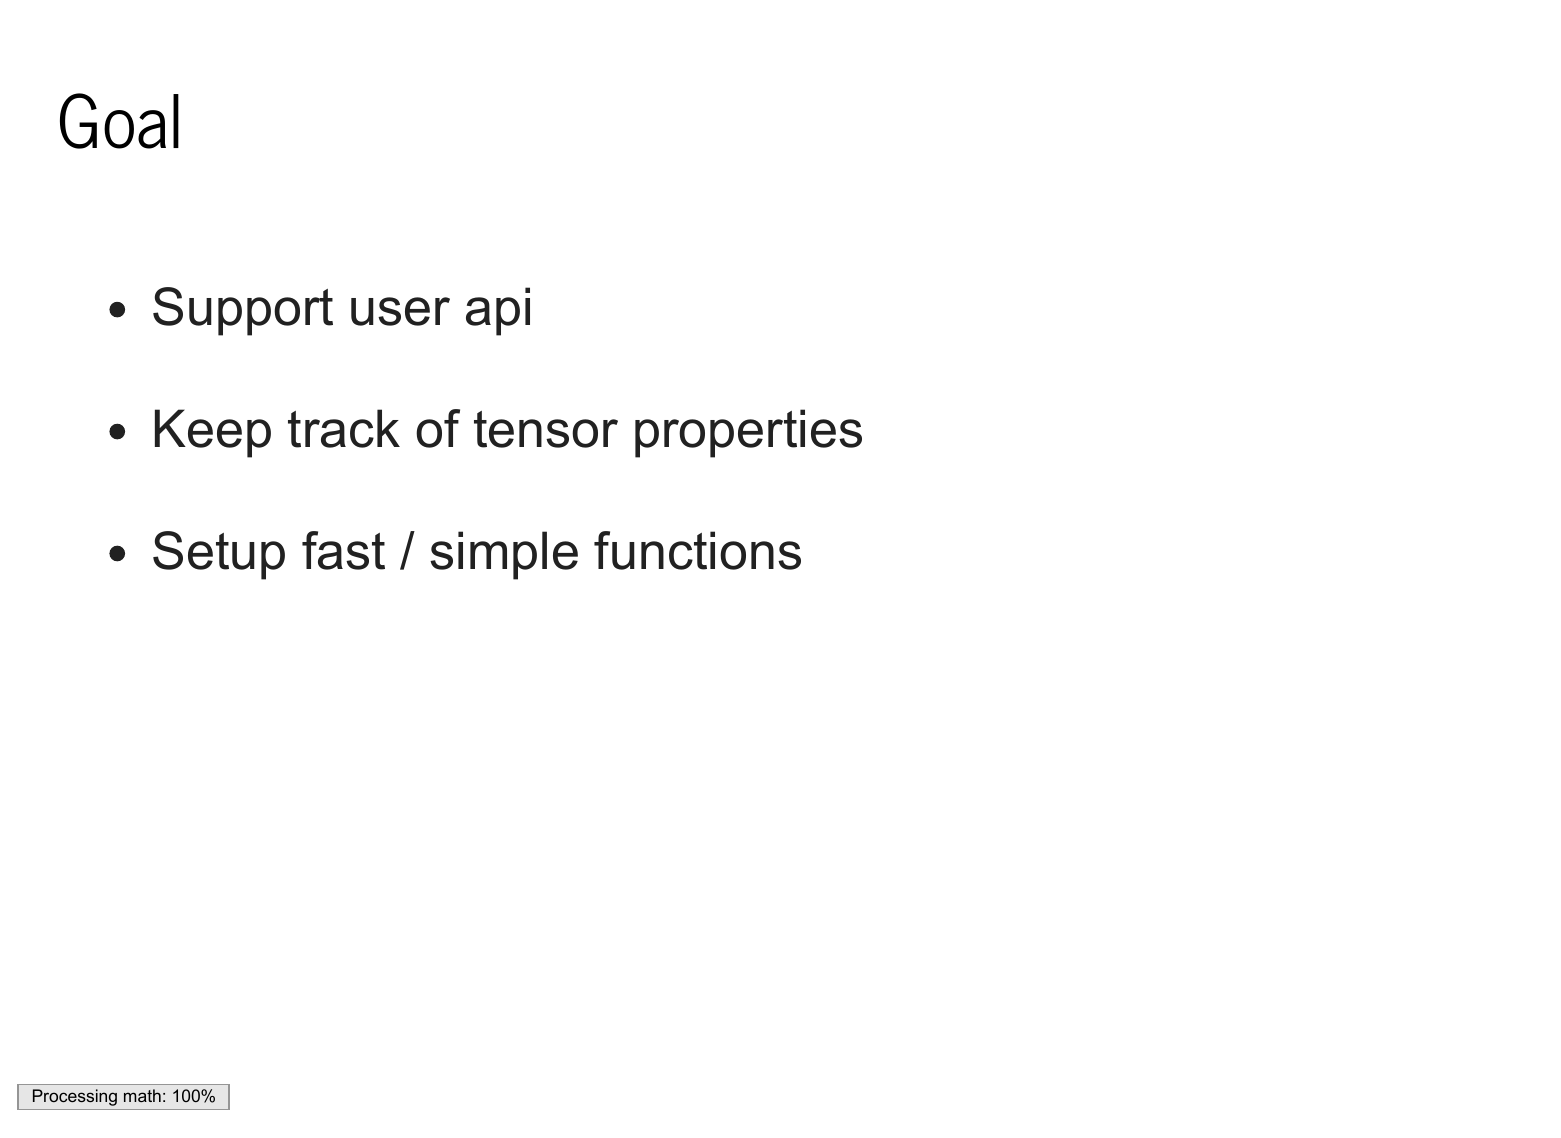 Goal
• Support user api
• Keep track of tensor properties
• Setup fast / simple functions
Processing math: 100%